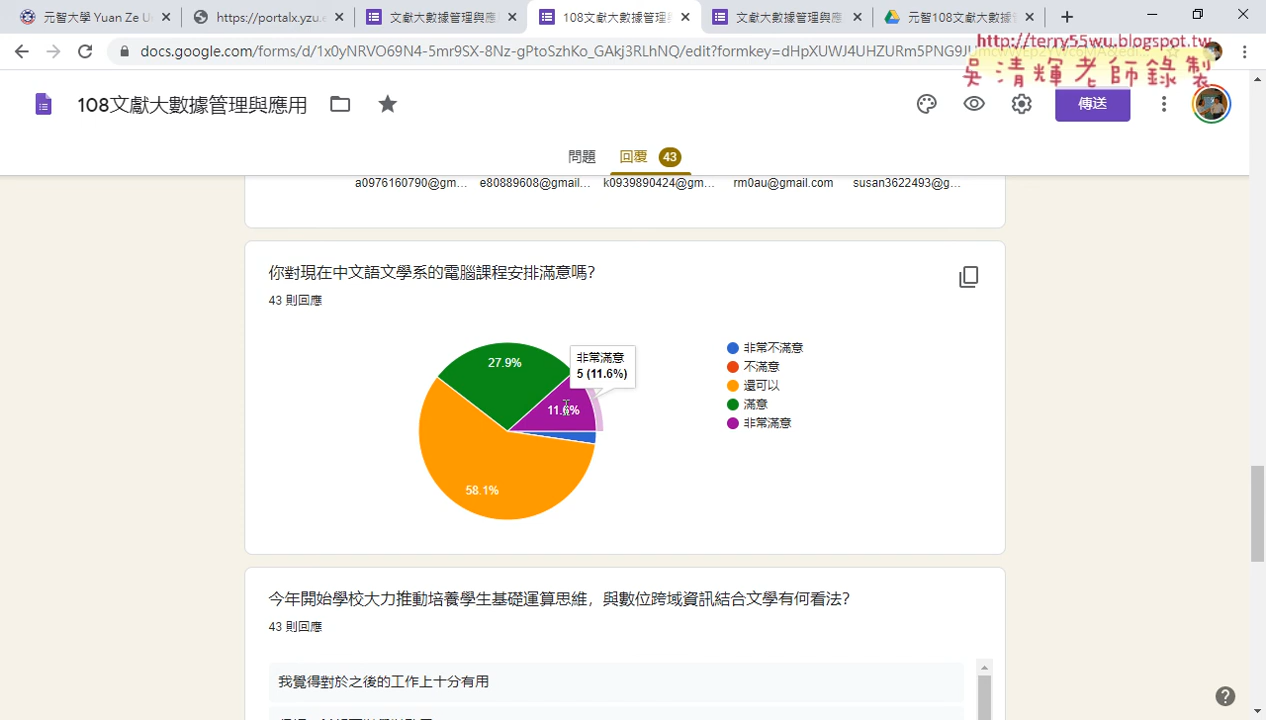 元智大學 Yuan Ze U
https://portalx.yzu.e
文獻大數據管理與應
108文獻大數據管理與
文獻大數據管理與應
元智108文獻大數據
docs.google.com/forms/d/1x0yNRVO69N4-5mr9SX-8Nz-gPtoSzhKo_GAkj3RLhNQ/edit?formkey=dHpXUWJ4UHZURm5PNG9J
http://terry55wu.blogspot.tw
吳清輝老師錄製
108文獻大數據管理與應用
傳送
問題
回覆 43
a0976160790@gm... e80889608@gmail... k0939890424@gm... rm0au@gmail.com susan3622493@g...
你對現在中文語文學系的電腦課程安排滿意嗎?
43 則回應
27.9%
非常滿意
5 (11.6%)
11.6%
58.1%
非常不滿意
不滿意
還可以
滿意
非常滿意
今年開始學校大力推動培養學生基礎運算思維，與數位跨域資訊結合文學有何看法?
43 則回應
我覺得對於之後的工作上十分有用